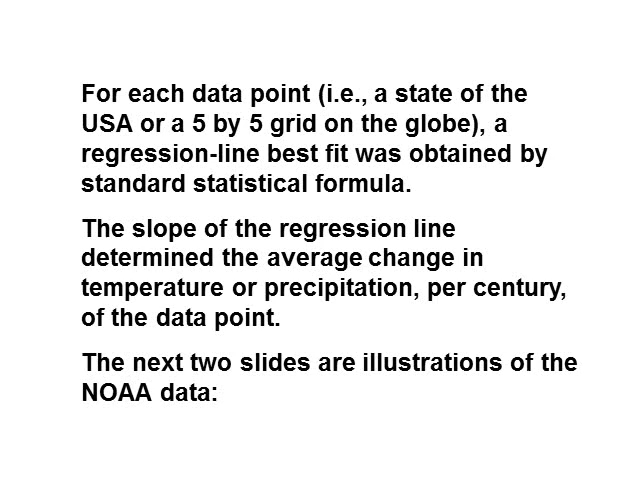 For each data point (i.e., a state of the
USA or a 5 by 5 grid on the globe), a
regression-line best fit was obtained by
standard statistical formula.
The slope of the regression line
determined the average change in
temperature or precipitation, per century,
of the data point.
The next two slides are illustrations of the
NOAA data: